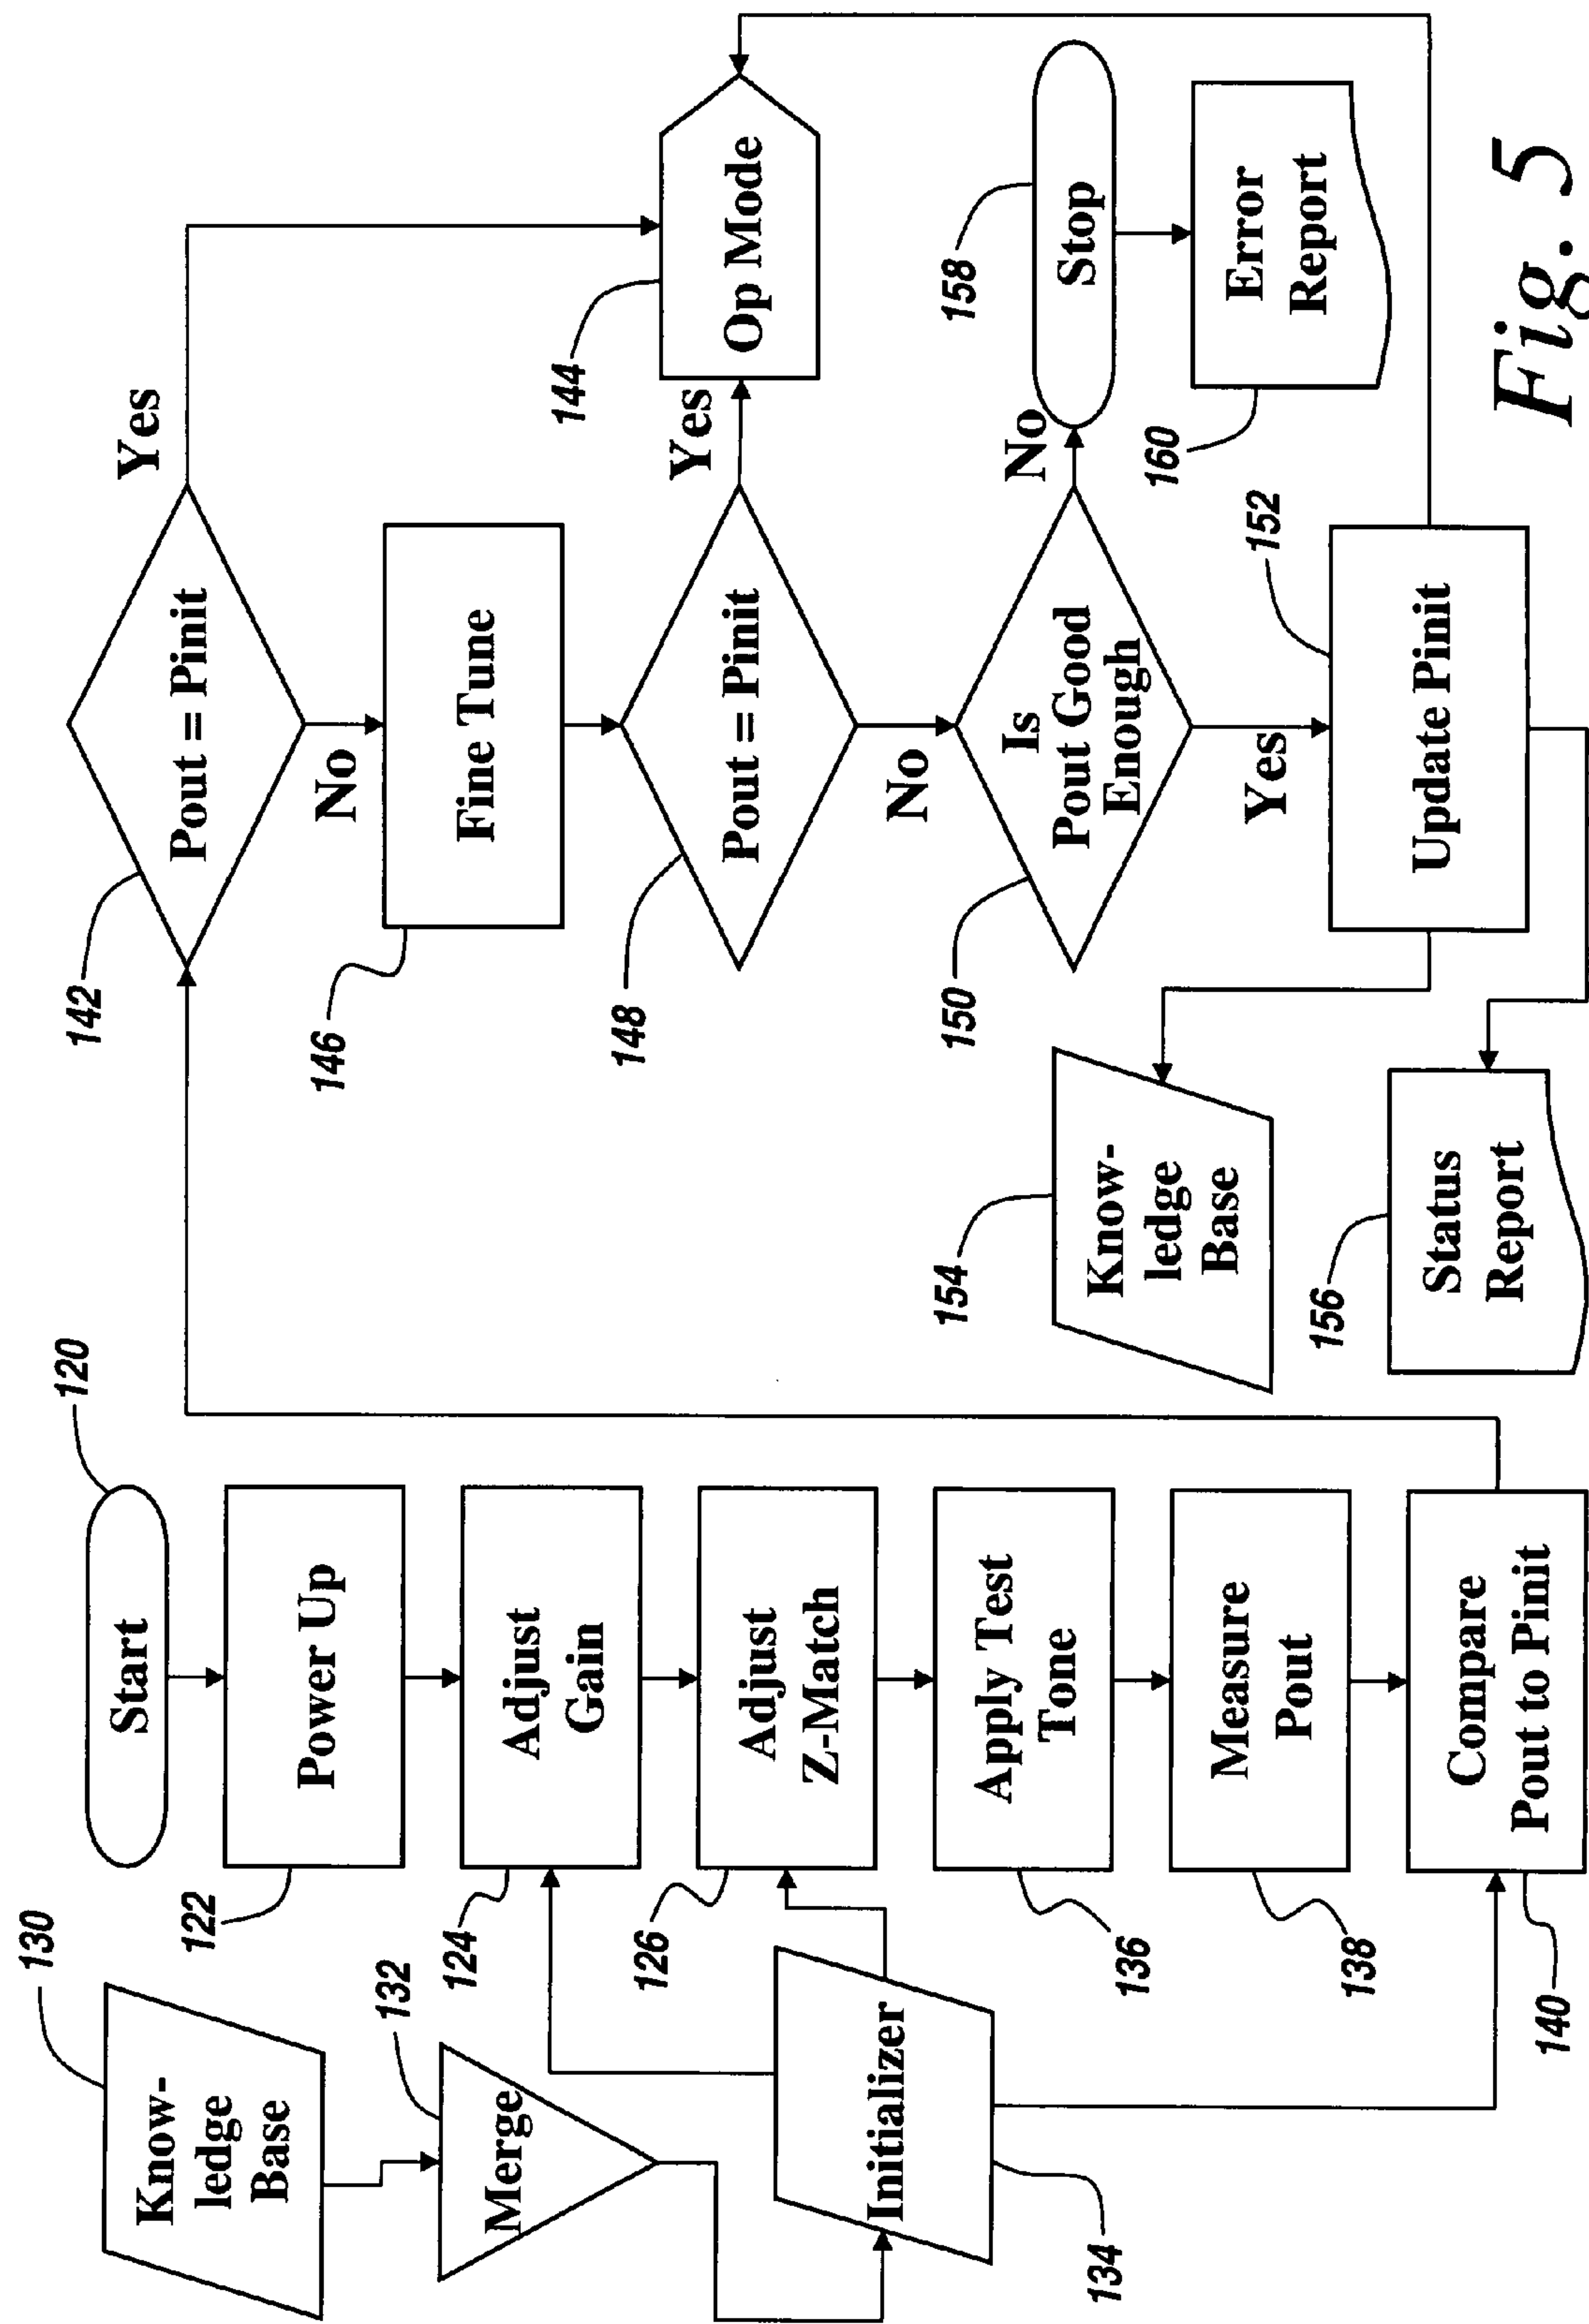 130
Know-
ledge
Base
132
Merge
Initializer
134
120
Start
122
Power Up
124
Adjust
Gain
126
Adjust
Z-Match
136
Apply Test
Tone
138
Measure
Pout
140
Compare
Pout to Pinit
142
Pout = Pinit
Yes
No
146
Fine Tune
148
Pout = Pinit
Yes
144
Op Mode
No
150
Is
Pout Good
Enough
No
158
Stop
160
Error
Report
Yes
152
Update Pinit
154
Know-
ledge
Base
156
Status
Report
Fig. 5